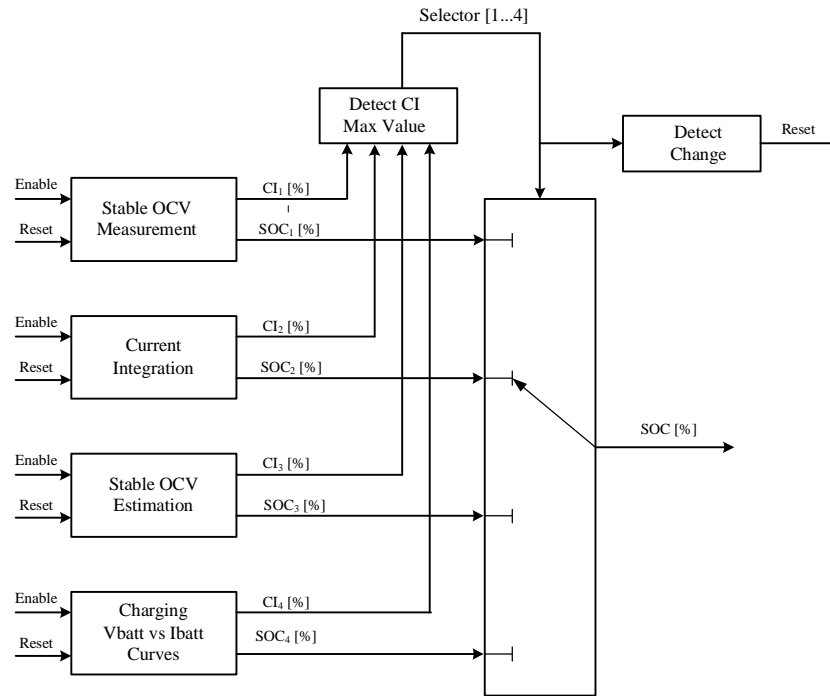 Selector [1...4]
Detect CI
Max Value
Detect
Change
Reset
Enable
Reset
Stable OCV
Measurement
CI₁ [%]
SOC₁ [%]
Enable
Reset
Current
Integration
CI₂ [%]
SOC₂ [%]
SOC [%]
Enable
Reset
Stable OCV
Estimation
CI₃ [%]
SOC₃ [%]
Enable
Reset
Charging
Vbatt vs Ibatt
Curves
CI₄ [%]
SOC₄ [%]